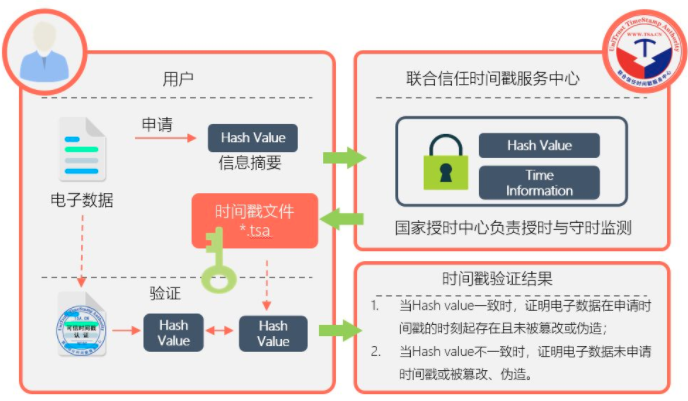 用户
联合信任时间戳服务中心
UniTrust TimeStamp Authority
WWW.TSA.CN
联合信任时间戳服务中心
申请
Hash Value
信息摘要
电子数据
Hash Value
Time
Information
国家授时中心负责授时与守时监测
时间戳文件
*.tsa
验证
可信时间戳
认证
Hash
Value
Hash
Value
时间戳验证结果
1. 当Hash value一致时，证明电子数据在申请时
间戳的时刻起存在且未被篡改或伪造；
2. 当Hash value不一致时，证明电子数据未申请
时间戳或被篡改、伪造。